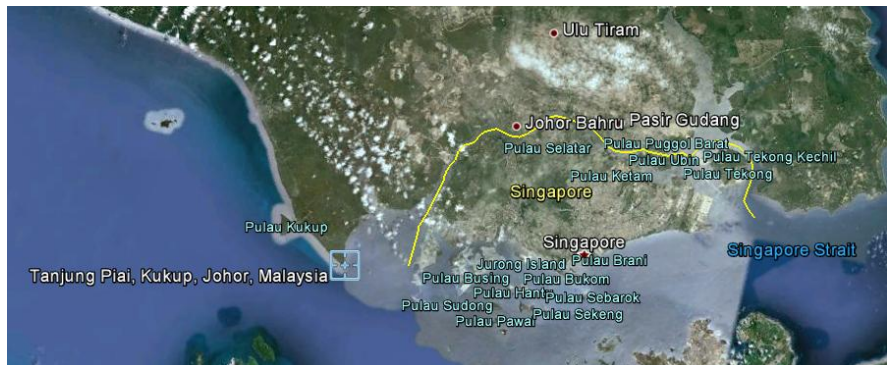 Ulu Tiram
Johor Bahru
Pasir Gudang
Pulau Selatar
Pulau Puggol Barat
Pulau Ubin
Pulau Tekong Kechil
Pulau Ketam
Pulau Tekong
Singapore
Pulau Kukup
Singapore
Singapore Strait
Pulau Brani
Jurong Island
Tanjung Piai, Kukup, Johor, Malaysia
Pulau Busing
Pulau Bukom
Pulau Hantu
Pulau Sebarok
Pulau Sudong
Pulau Pawai
Pulau Sekeng